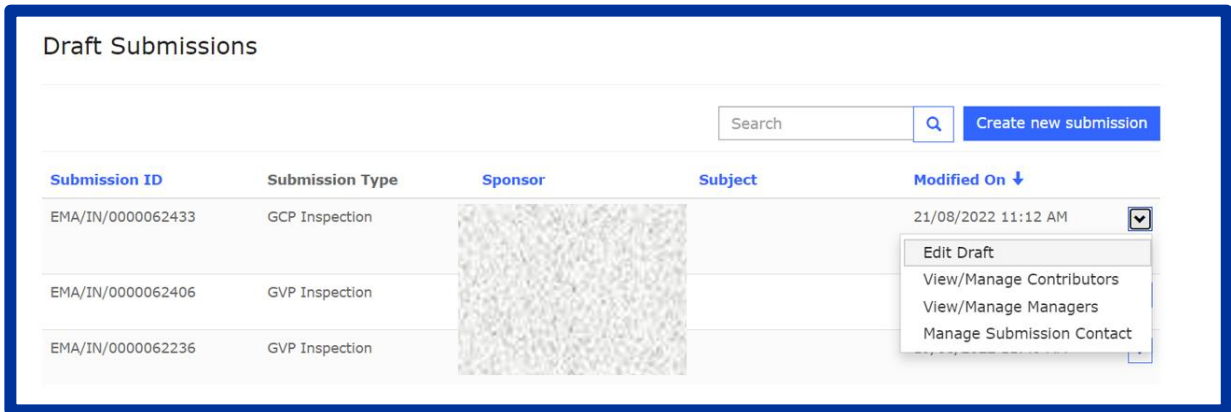 Draft Submissions
Search
Create new submission
Submission ID Submission Type Sponsor Subject Modified On
EMA/IN/0000062433 GCP Inspection 21/08/2022 11:12 AM
Edit Draft
EMA/IN/0000062406 GVP Inspection View/Manage Contributors
View/Manage Managers
EMA/IN/0000062236 GVP Inspection Manage Submission Contact